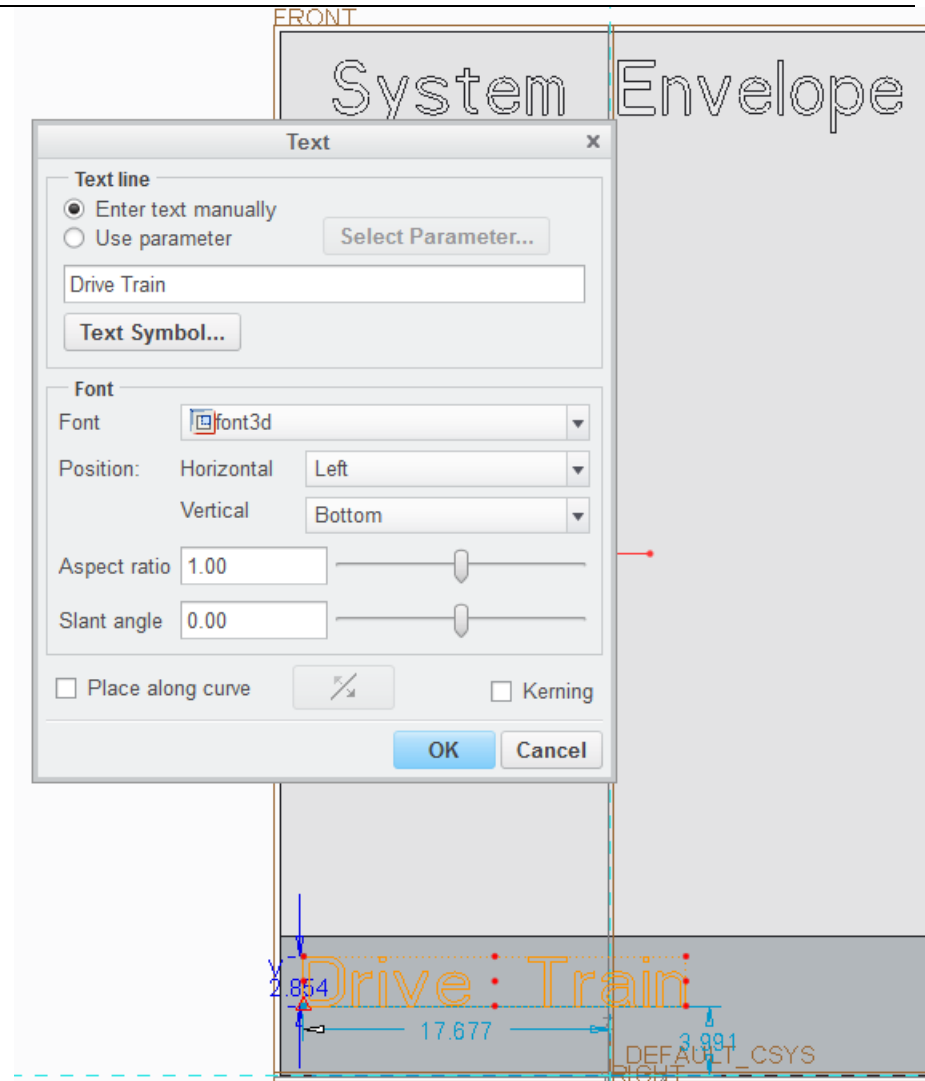 FRONT
System Envelope
Text
Text line
Enter text manually
Use parameter
Select Parameter...
Drive Train
Text Symbol...
Font
Font
font3d
Position:
Horizontal
Left
Vertical
Bottom
Aspect ratio
1.00
Slant angle
0.00
Place along curve
Kerning
OK
Cancel
V
2.854
Drive Train
17.677
3.991
DEFAULT_CSYS
RIGHT